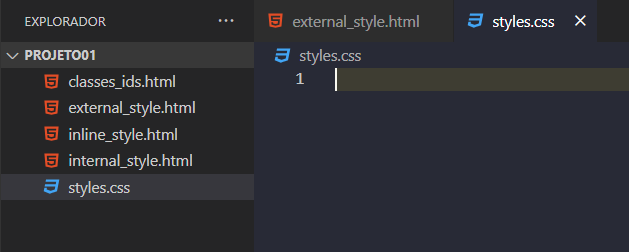 EXPLORADOR ...
PROJETO01
classes_ids.html
external_style.html
inline_style.html
internal_style.html
styles.css
external_style.html styles.css
styles.css
1